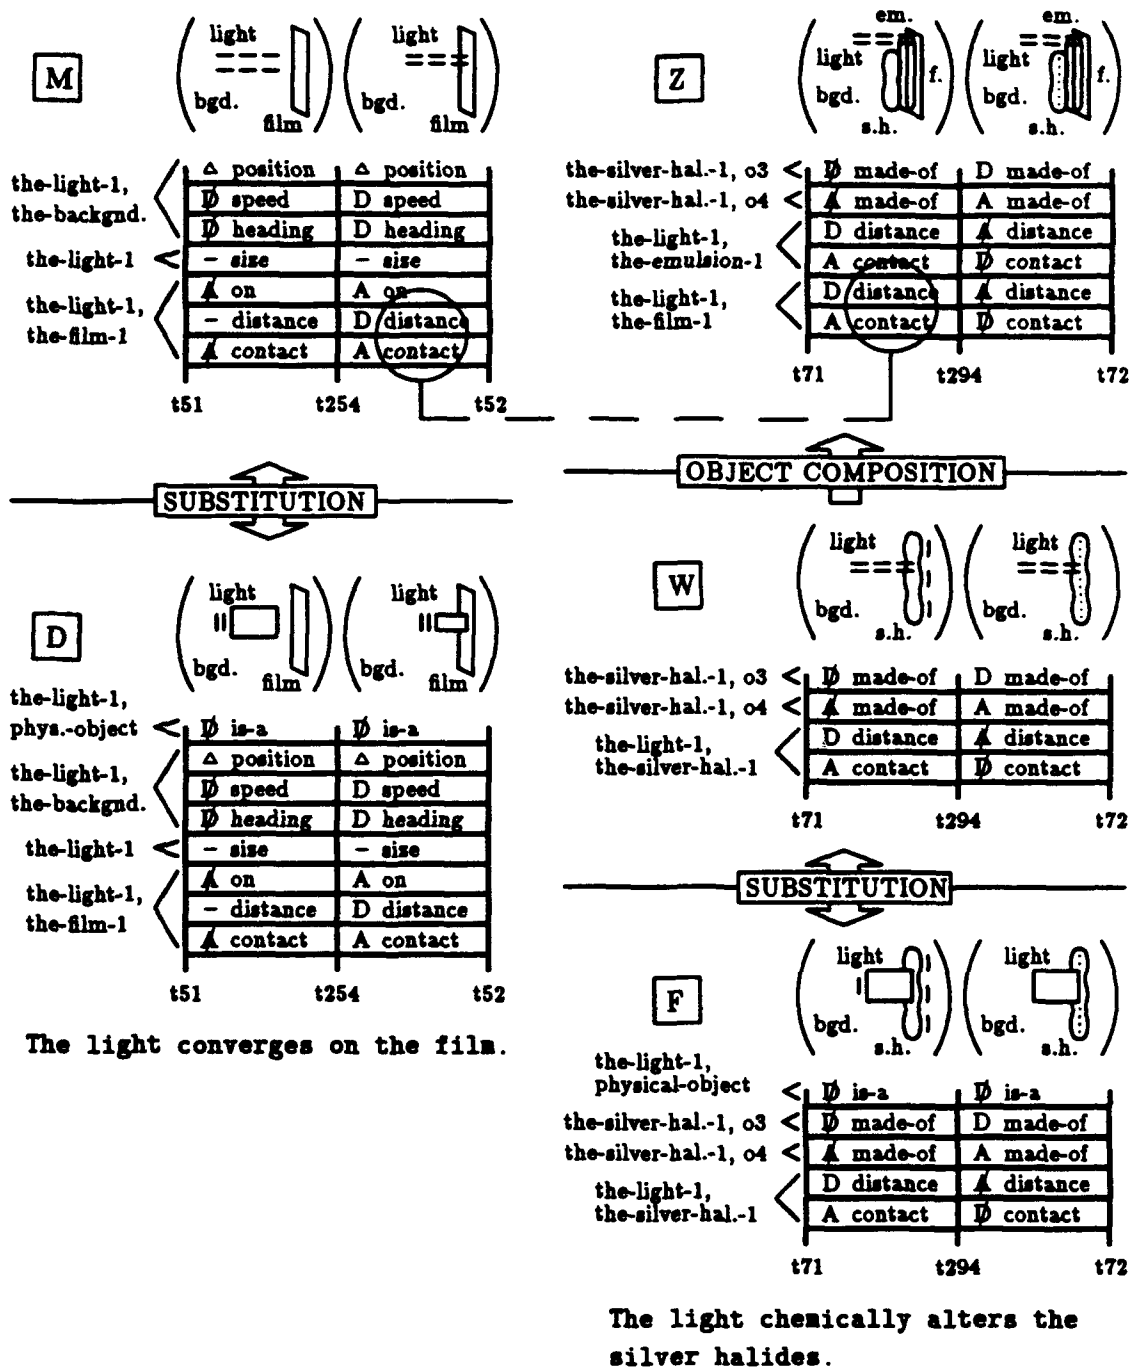 M
light
bgd.
film
light
film
the-light-1,
the-backgnd.
the-light-1
the-light-1,
the-film-1
Δ position Δ position
D̸ speed D speed
D̸ heading D heading
– size – size
A̸ on A on
– distance D distance
A̸ contact A contact
t51 t254 t52
SUBSTITUTION
D
light
bgd.
film
light
film
the-light-1,
phys.-object
the-light-1,
the-backgnd.
the-light-1
the-light-1,
the-film-1
D̸ is-a D̸ is-a
Δ position Δ position
D̸ speed D speed
D̸ heading D heading
– size – size
A̸ on A on
– distance D distance
A̸ contact A contact
t51 t254 t52
The light converges on the film.
Z
em.
light
bgd.
f.
s.h.
em.
light
bgd.
f.
s.h.
the-silver-hal.-1, o3
the-silver-hal.-1, o4
the-light-1,
the-emulsion-1
the-light-1,
the-film-1
D̸ made-of D made-of
A̸ made-of A made-of
D distance A̸ distance
A contact D̸ contact
D distance A̸ distance
A contact D̸ contact
t71 t294 t72
OBJECT COMPOSITION
W
light
bgd.
s.h.
light
s.h.
the-silver-hal.-1, o3
the-silver-hal.-1, o4
the-light-1,
the-silver-hal.-1
D̸ made-of D made-of
A̸ made-of A made-of
D distance A̸ distance
A contact D̸ contact
t71 t294 t72
SUBSTITUTION
F
light
bgd.
s.h.
light
bgd.
s.h.
the-light-1,
physical-object
the-silver-hal.-1, o3
the-silver-hal.-1, o4
the-light-1,
the-silver-hal.-1
D̸ is-a D̸ is-a
D̸ made-of D made-of
A̸ made-of A made-of
D distance A̸ distance
A contact D̸ contact
t71 t294 t72
The light chemically alters the
silver halides.